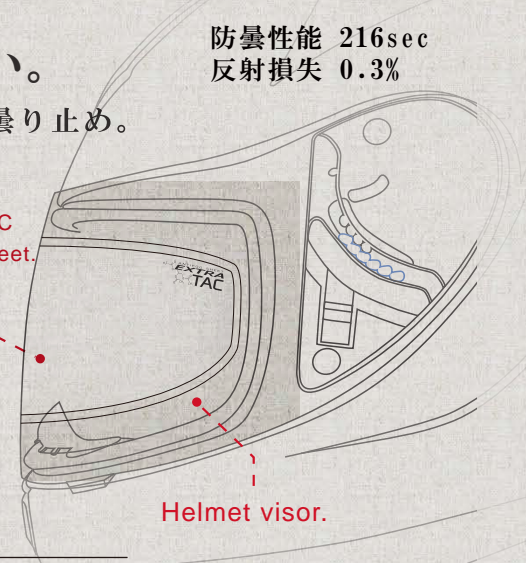 防曇性能 216sec
反射損失 0.3%
い。
曇り止め。
C
eet.
EXTRA
TAC
Helmet visor.